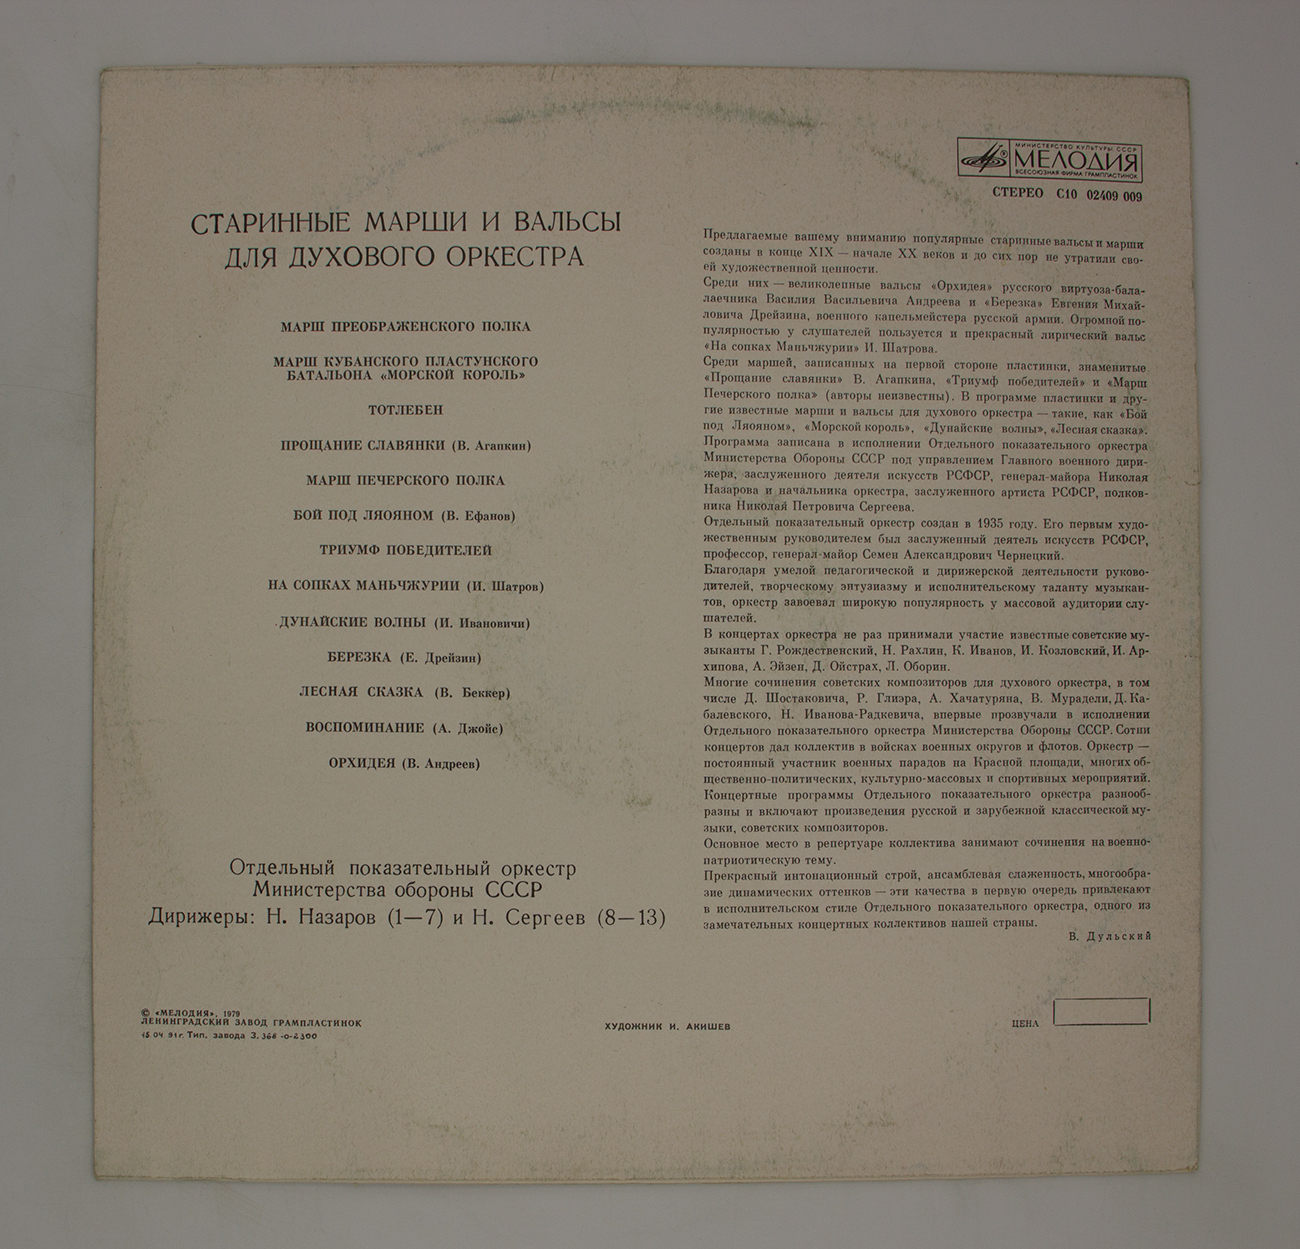 МИНИСТЕРСТВО КУЛЬТУРЫ СССР
МЕЛОДИЯ
ВСЕСОЮЗНАЯ ФИРМА ГРАМПЛАСТИНОК
СТЕРЕО С10 02409 009
СТАРИННЫЕ МАРШИ И ВАЛЬСЫ
ДЛЯ ДУХОВОГО ОРКЕСТРА
МАРШ ПРЕОБРАЖЕНСКОГО ПОЛКА
МАРШ КУБАНСКОГО ПЛАСТУНСКОГО
БАТАЛЬОНА «МОРСКОЙ КОРОЛЬ»
ТОТЛЕБЕН
ПРОЩАНИЕ СЛАВЯНКИ (В. Агапкин)
МАРШ ПЕЧЕРСКОГО ПОЛКА
БОЙ ПОД ЛЯОЯНОМ (В. Ефанов)
ТРИУМФ ПОБЕДИТЕЛЕЙ
НА СОПКАХ МАНЬЧЖУРИИ (И. Шатров)
ДУНАЙСКИЕ ВОЛНЫ (И. Ивановичи)
БЕРЕЗКА (Е. Дрейзин)
ЛЕСНАЯ СКАЗКА (В. Беккер)
ВОСПОМИНАНИЕ (А. Джойс)
ОРХИДЕЯ (В. Андреев)
Отдельный показательный оркестр
Министерства обороны СССР
Дирижеры: Н. Назаров (1—7) и Н. Сергеев (8—13)
Предлагаемые вашему вниманию популярные старинные вальсы и марши
созданы в конце XIX — начале XX веков и до сих пор не утратили сво-
ей художественной ценности.
Среди них — великолепные вальсы «Орхидея» русского виртуоза-бала-
лаечника Василия Васильевича Андреева и «Березка» Евгения Михай-
ловича Дрейзина, военного капельмейстера русской армии. Огромной по-
пулярностью у слушателей пользуется и прекрасный лирический вальс
«На сопках Маньчжурии» И. Шатрова.
Среди маршей, записанных на первой стороне пластинки, знаменитые
«Прощание славянки» В. Агапкина, «Триумф победителей» и «Марш
Печерского полка» (авторы неизвестны). В программе пластинки и дру-
гие известные марши и вальсы для духового оркестра — такие, как «Бой
под Ляояном», «Морской король», «Дунайские волны», «Лесная сказка».
Программа записана в исполнении Отдельного показательного оркестра
Министерства Обороны СССР под управлением Главного военного дири-
жера, заслуженного деятеля искусств РСФСР, генерал-майора Николая
Назарова и начальника оркестра, заслуженного артиста РСФСР, полков-
ника Николая Петровича Сергеева.
Отдельный показательный оркестр создан в 1935 году. Его первым худо-
жественным руководителем был заслуженный деятель искусств РСФСР,
профессор, генерал-майор Семен Александрович Чернецкий.
Благодаря умелой педагогической и дирижерской деятельности руково-
дителей, творческому энтузиазму и исполнительскому таланту музыкан-
тов, оркестр завоевал широкую популярность у массовой аудитории слу-
шателей.
В концертах оркестра не раз принимали участие известные советские му-
зыканты Г. Рождественский, Н. Рахлин, К. Иванов, И. Козловский, И. Ар-
хипова, А. Эйзен, Д. Ойстрах, Л. Оборин.
Многие сочинения советских композиторов для духового оркестра, в том
числе Д. Шостаковича, Р. Глиэра, А. Хачатуряна, В. Мурадели, Д. Ка-
балевского, Н. Иванова-Радкевича, впервые прозвучали в исполнении
Отдельного показательного оркестра Министерства Обороны СССР. Сотни
концертов дал коллектив в войсках военных округов и флотов. Оркестр —
постоянный участник военных парадов на Красной площади, многих об-
щественно-политических, культурно-массовых и спортивных мероприятий.
Концертные программы Отдельного показательного оркестра разнооб-
разны и включают произведения русской и зарубежной классической му-
зыки, советских композиторов.
Основное место в репертуаре коллектива занимают сочинения на военно-
патриотическую тему.
Прекрасный интонационный строй, ансамблевая слаженность, многообра-
зие динамических оттенков — эти качества в первую очередь привлекают
в исполнительском стиле Отдельного показательного оркестра, одного из
замечательных концертных коллективов нашей страны.
В. Дульский
© «МЕЛОДИЯ», 1979
ЛЕНИНГРАДСКИЙ ЗАВОД ГРАМПЛАСТИНОК
15.04.91г. Тип. завода З. 368 -0-2300
ХУДОЖНИК И. АКИШЕВ
ЦЕНА